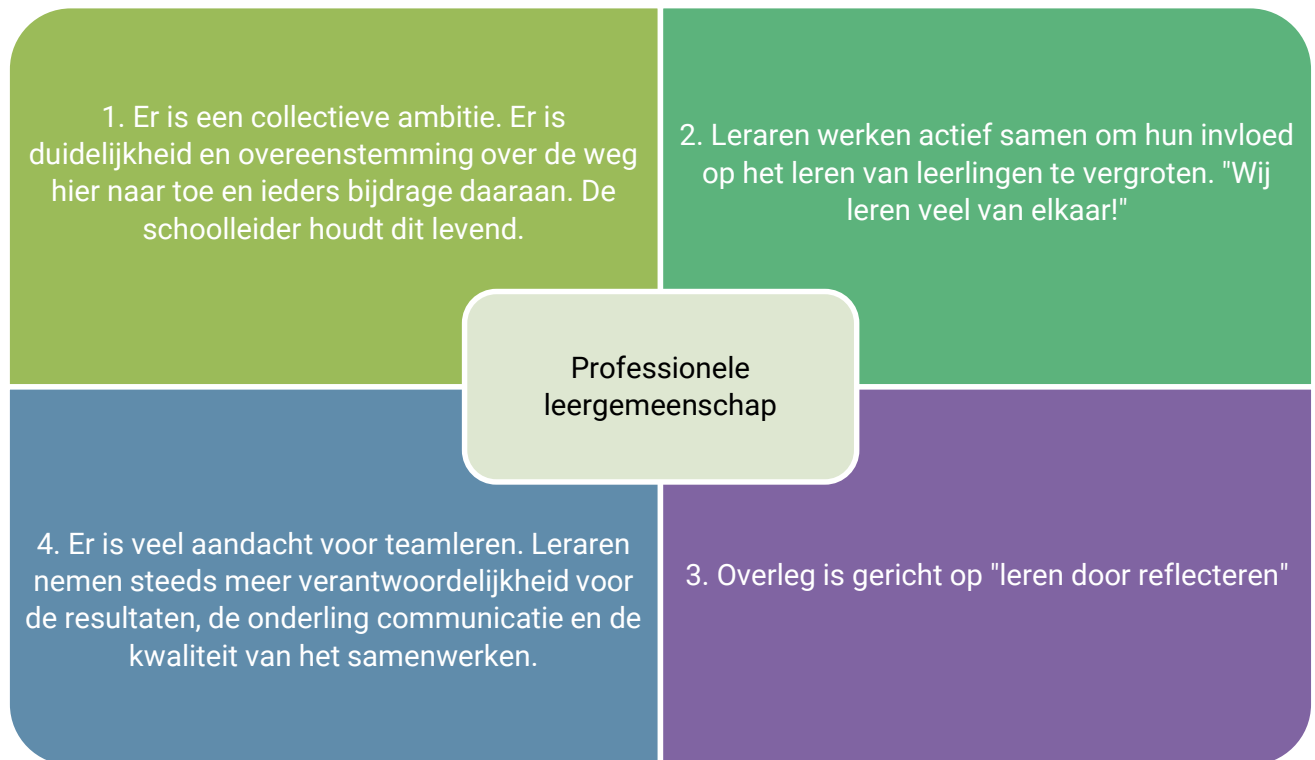 1. Er is een collectieve ambitie. Er is
duidelijkheid en overeenstemming over de weg
hier naar toe en ieders bijdrage daaraan. De
schoolleider houdt dit levend.
2. Leraren werken actief samen om hun invloed
op het leren van leerlingen te vergroten. "Wij
leren veel van elkaar!"
Professionele
leergemeenschap
4. Er is veel aandacht voor teamleren. Leraren
nemen steeds meer verantwoordelijkheid voor
de resultaten, de onderling communicatie en de
kwaliteit van het samenwerken.
3. Overleg is gericht op "leren door reflecteren"